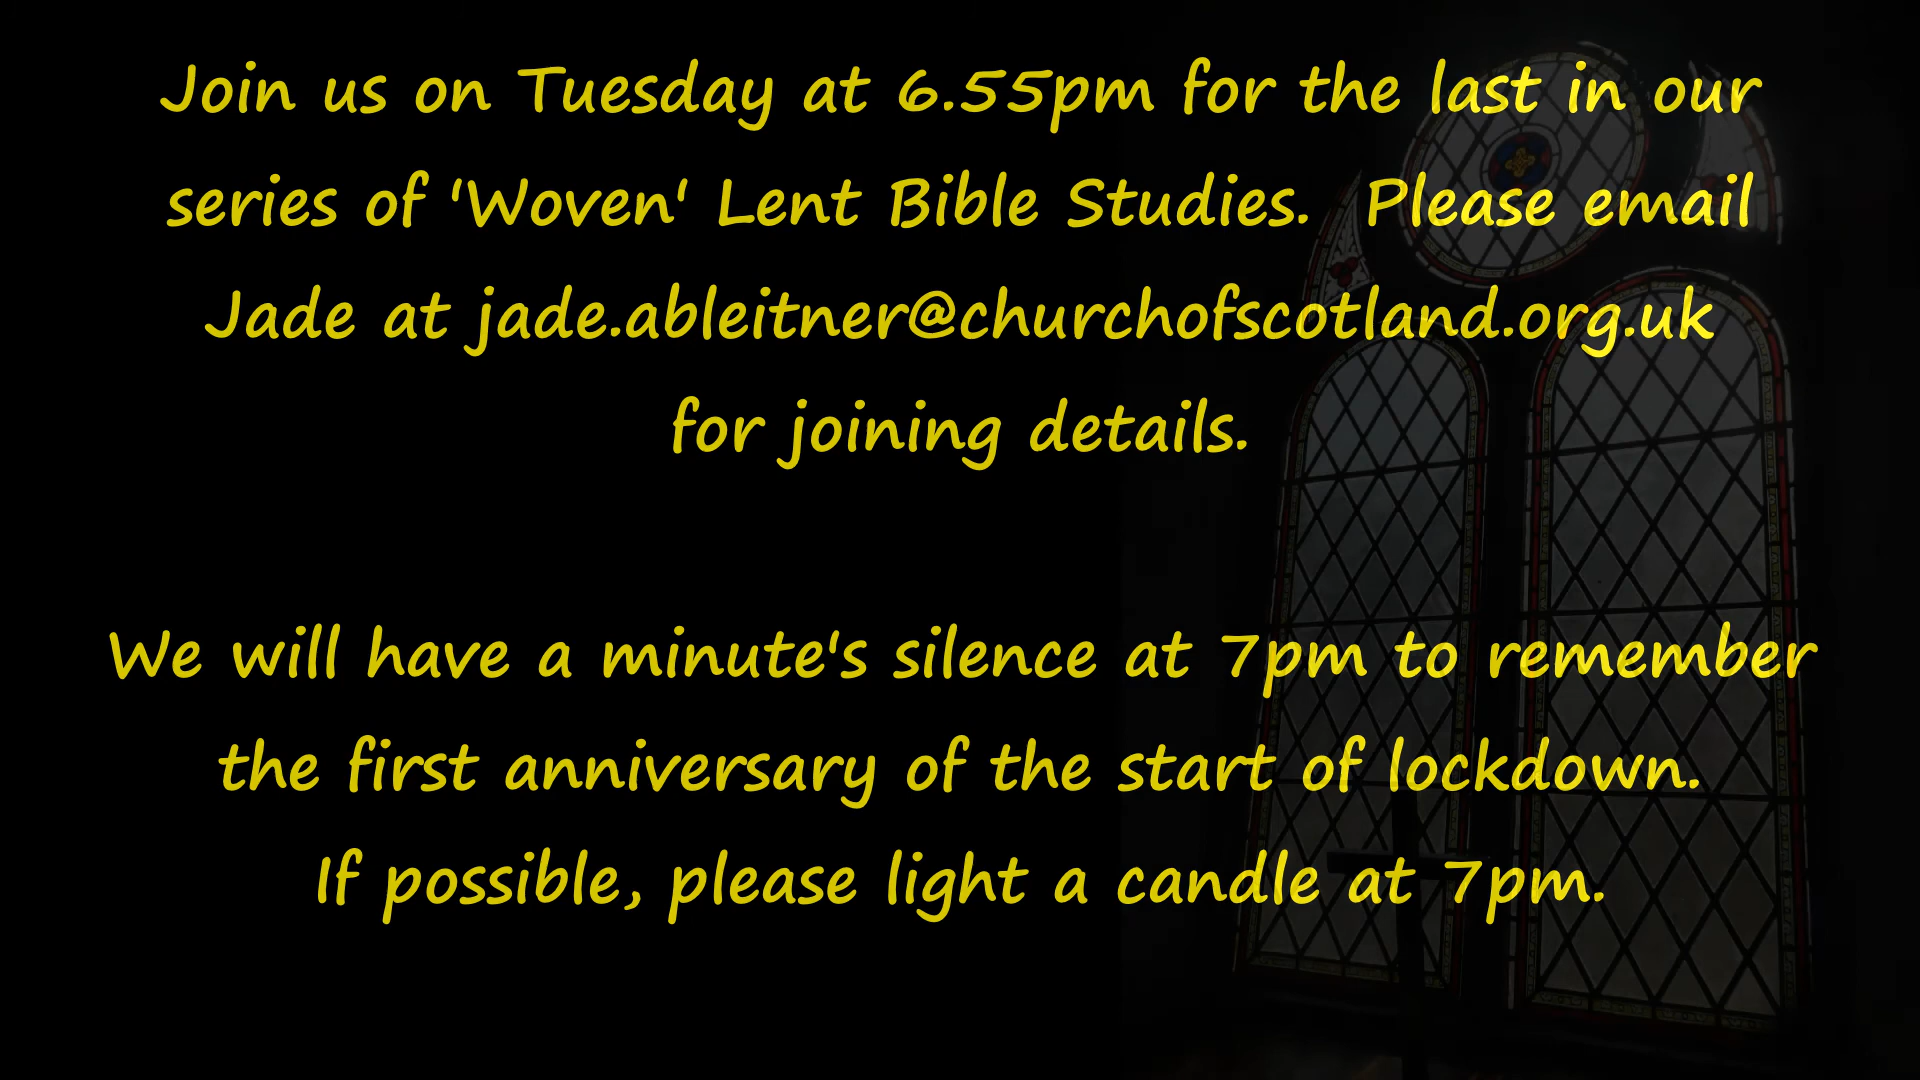 Join us on Tuesday at 6.55pm for the last in our
series of 'Woven' Lent Bible Studies.  Please email
Jade at jade.ableitner@churchofscotland.org.uk
for joining details.
We will have a minute's silence at 7pm to remember
the first anniversary of the start of lockdown.
If possible, please light a candle at 7pm.